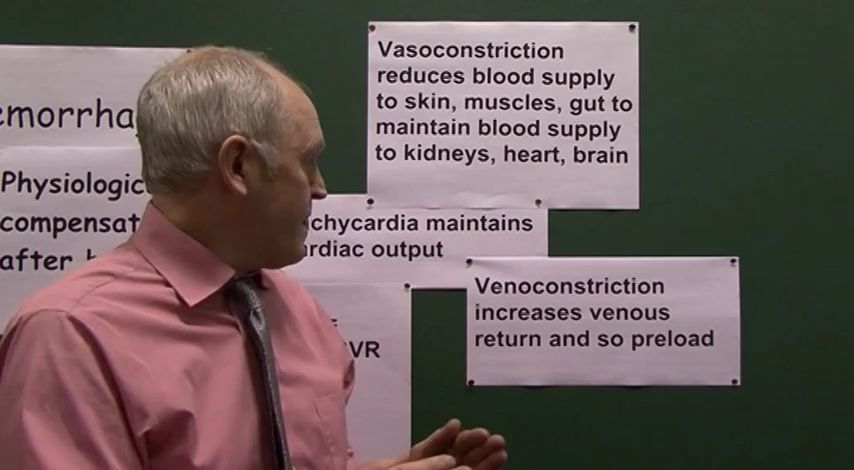 emorrha
Physiologic
compensat
after
Vasoconstriction
reduces blood supply
to skin, muscles, gut to
maintain blood supply
to kidneys, heart, brain
chycardia maintains
rdiac output
VR
Venoconstriction
increases venous
return and so preload